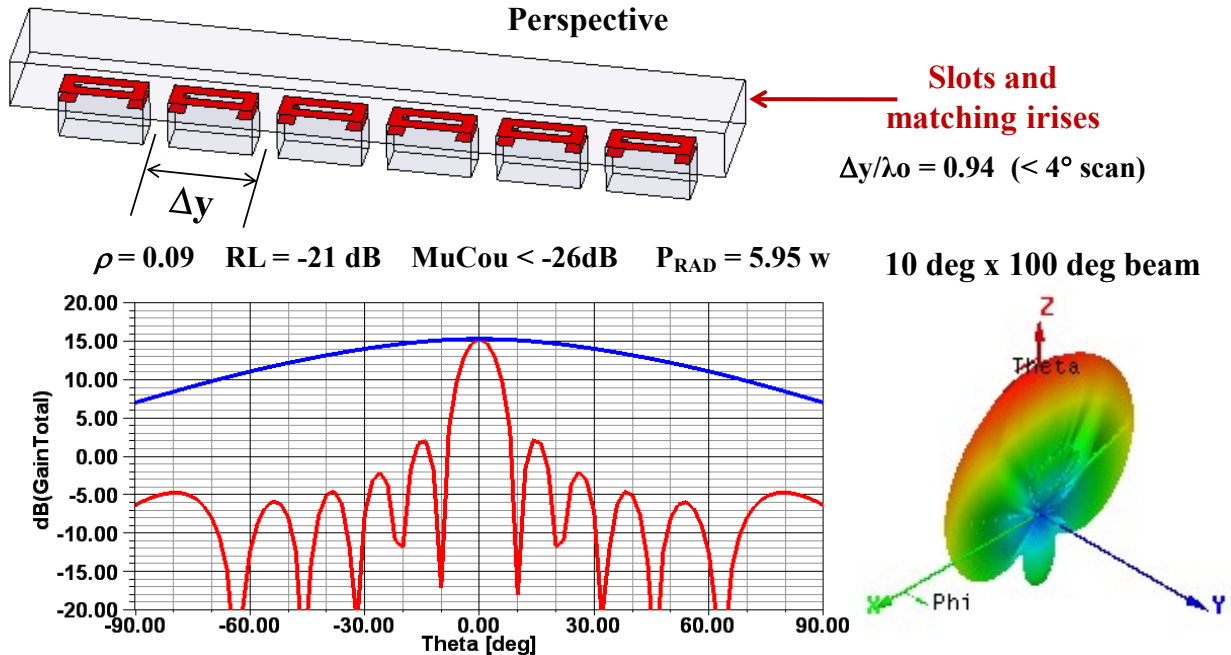 Perspective
Slots and
matching irises
Δy/λo = 0.94 (< 4° scan)
Δy
ρ = 0.09 RL = -21 dB MuCou < -26dB P_RAD = 5.95 w
10 deg x 100 deg beam
20.00
15.00
10.00
5.00
0.00
-5.00
-10.00
-15.00
-20.00
dB(GainTotal)
-90.00 -60.00 -30.00 0.00 30.00 60.00 90.00
Theta [deg]
Z
Theta
X
Phi
Y